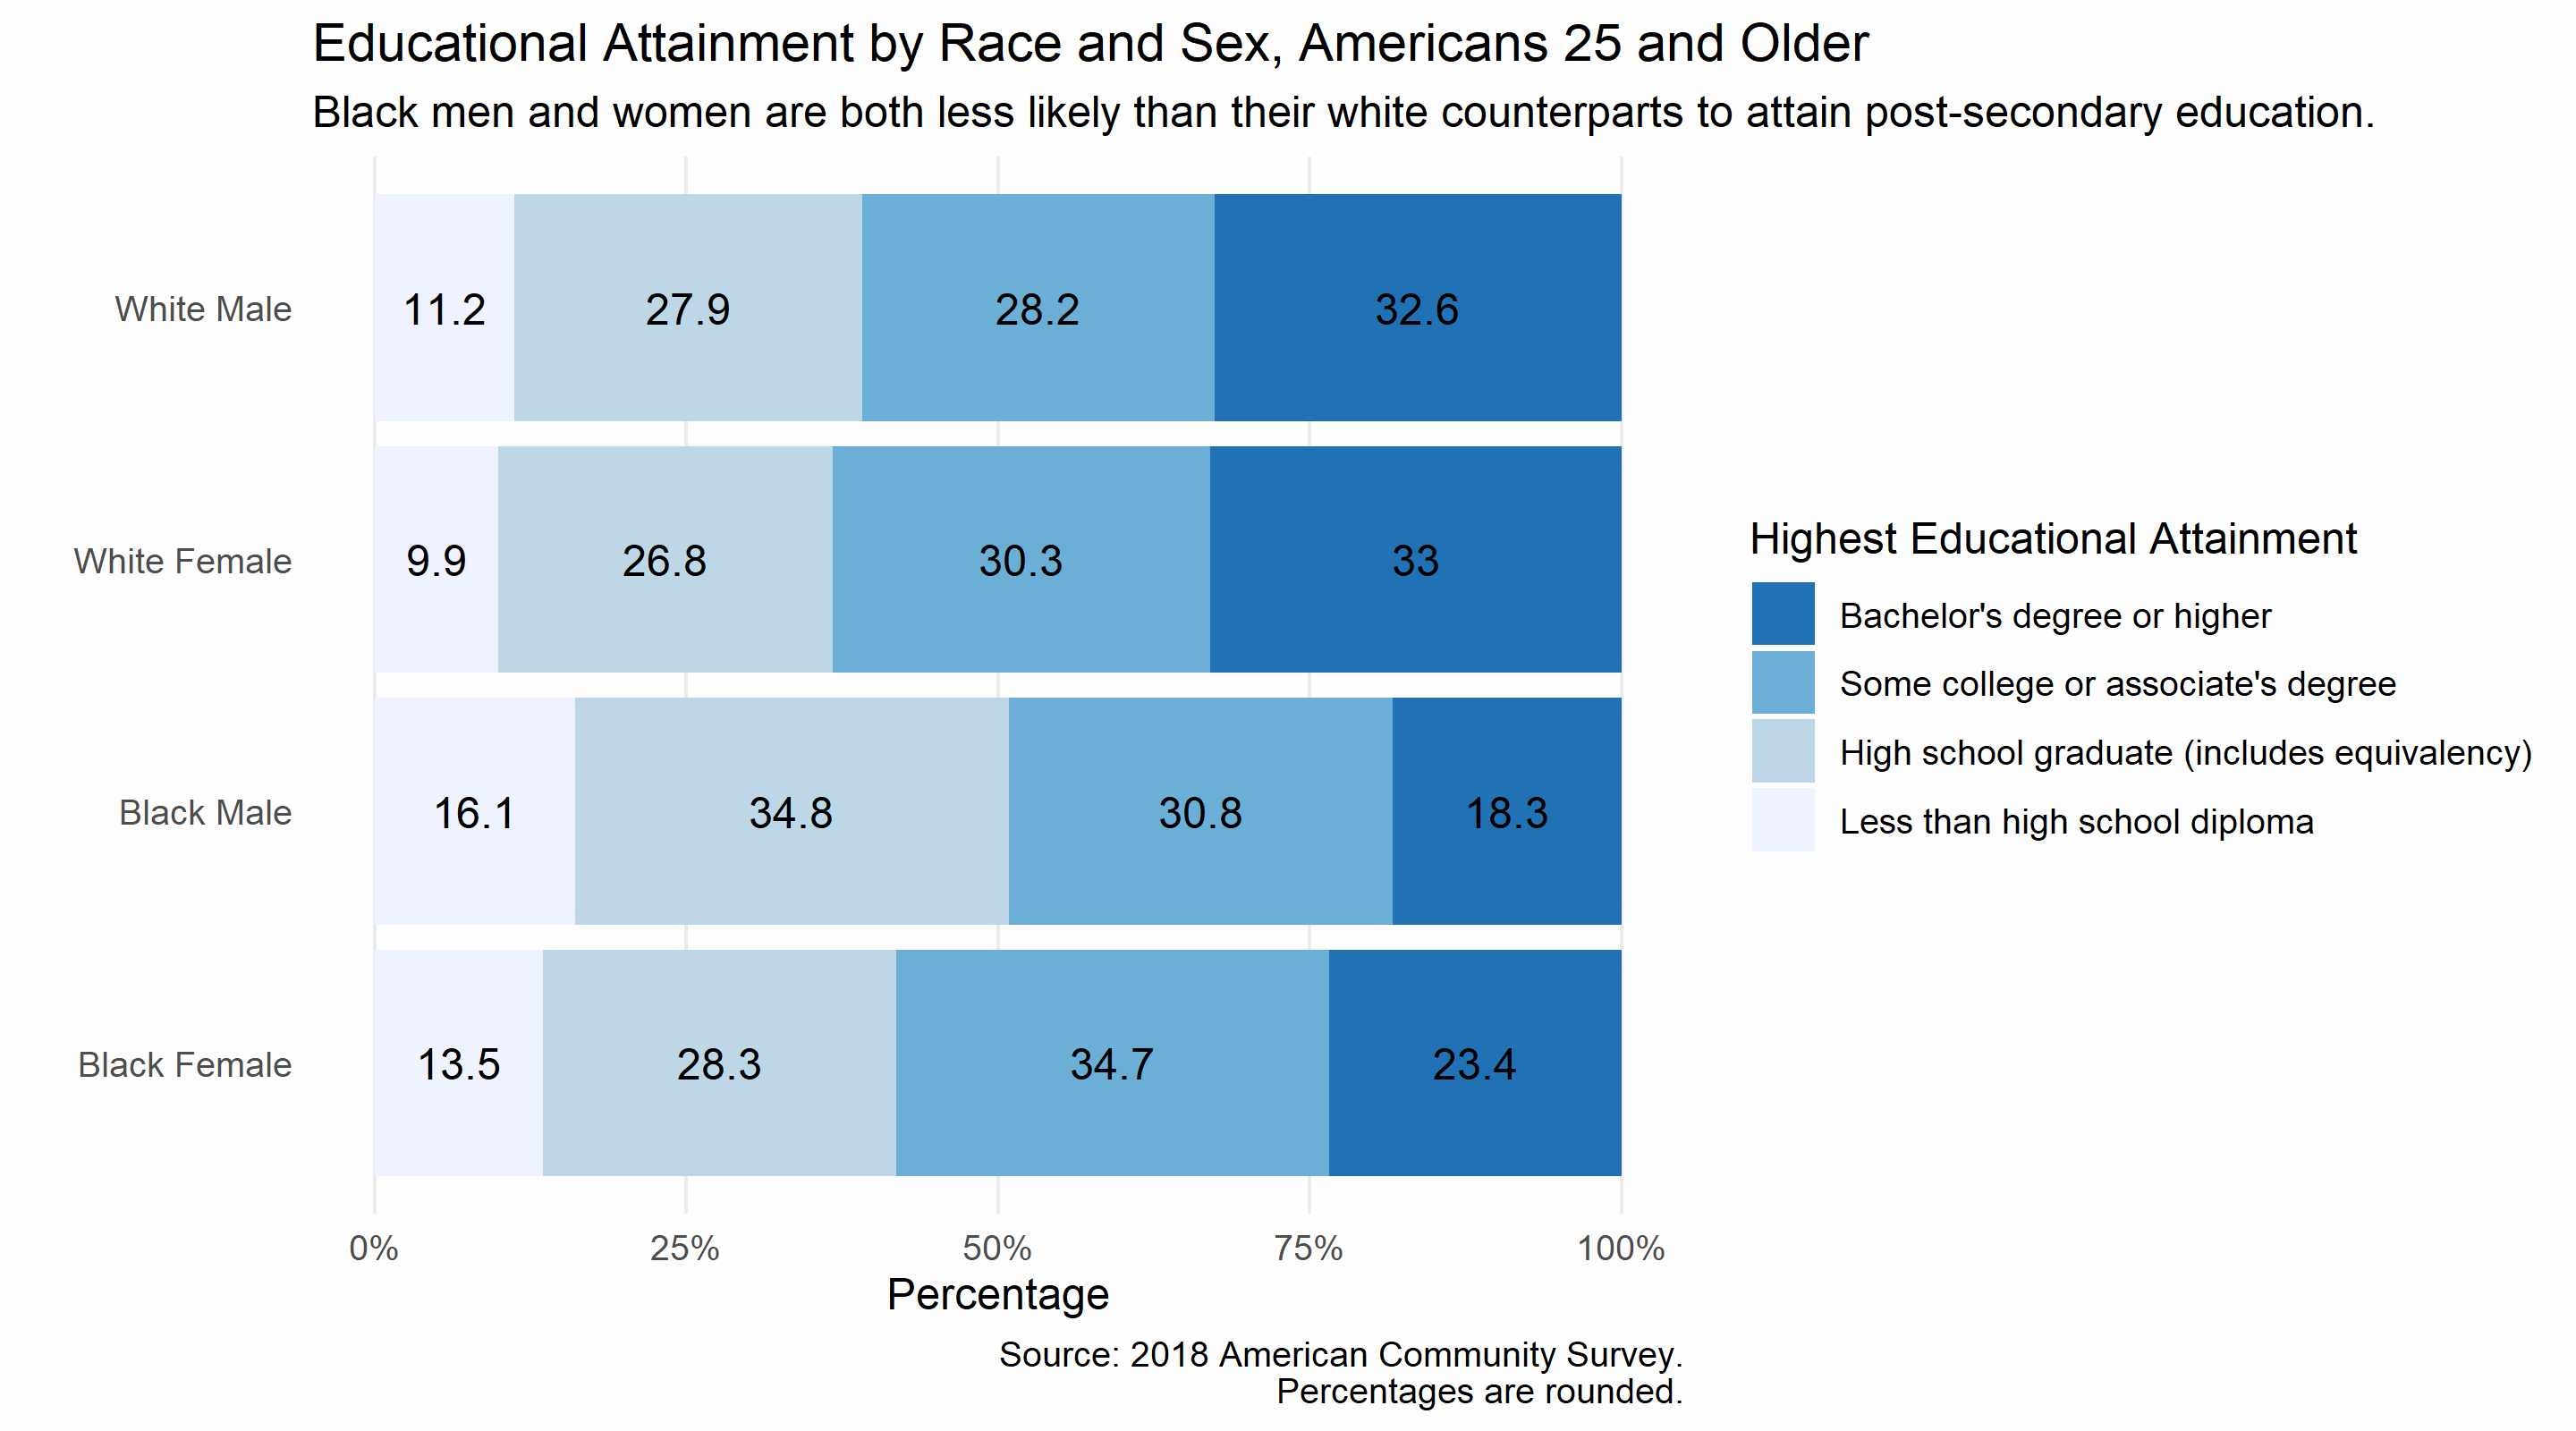 Educational Attainment by Race and Sex, Americans 25 and Older
Black men and women are both less likely than their white counterparts to attain post-secondary education.
White Male
11.2
27.9
28.2
32.6
White Female
9.9
26.8
30.3
33
Black Male
16.1
34.8
30.8
18.3
Black Female
13.5
28.3
34.7
23.4
0%
25%
50%
75%
100%
Percentage
Highest Educational Attainment
Bachelor's degree or higher
Some college or associate's degree
High school graduate (includes equivalency)
Less than high school diploma
Source: 2018 American Community Survey.
Percentages are rounded.